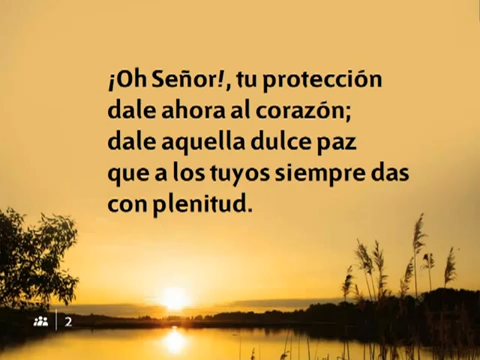 ¡Oh Señor!, tu protección
dale ahora al corazón;
dale aquella dulce paz
que a los tuyos siempre das
con plenitud.
2